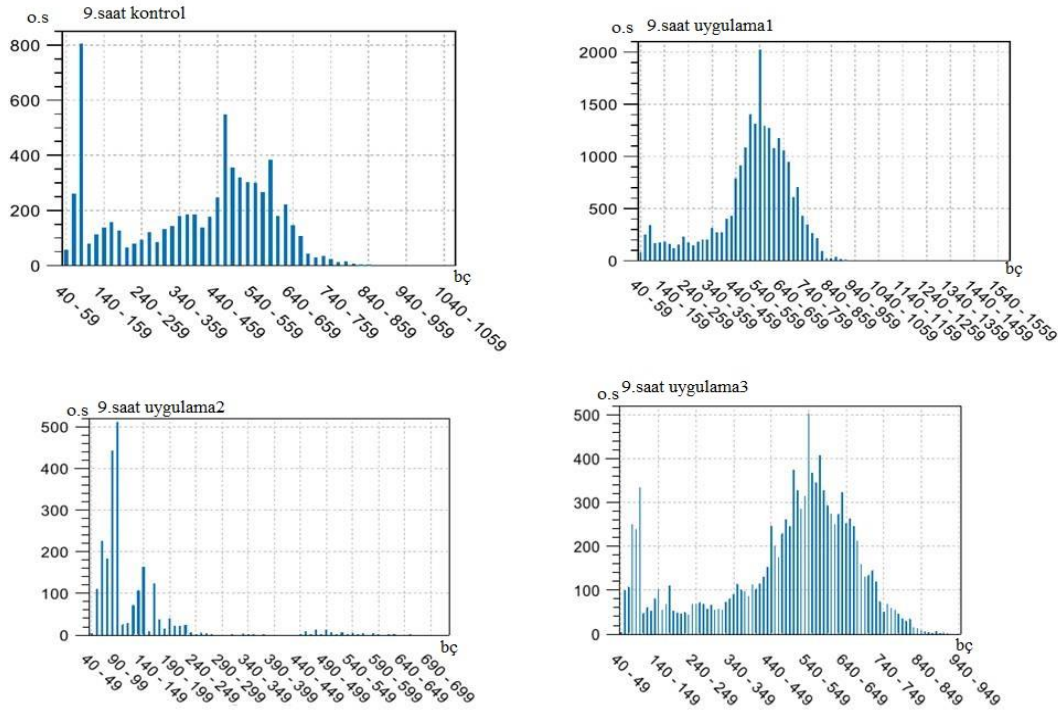 o.s 9.saat kontrol
800
600
400
200
0
bç
40 - 59
140 - 159
240 - 259
340 - 359
440 - 459
540 - 559
640 - 659
740 - 759
840 - 859
940 - 959
1040 - 1059
o.s 9.saat uygulama1
2000
1500
1000
500
0
bç
40 - 59
140 - 159
240 - 259
340 - 359
440 - 459
540 - 559
640 - 659
740 - 759
840 - 859
940 - 959
1040 - 1059
1140 - 1159
1240 - 1259
1340 - 1359
1440 - 1459
1540 - 1559
o.s 9.saat uygulama2
500
400
300
200
100
0
bç
40 - 49
90 - 99
140 - 149
190 - 199
240 - 249
290 - 299
340 - 349
390 - 399
440 - 449
490 - 499
540 - 549
590 - 599
640 - 649
690 - 699
o.s 9.saat uygulama3
500
400
300
200
100
0
bç
40 - 49
140 - 149
240 - 249
340 - 349
440 - 449
540 - 549
640 - 649
740 - 749
840 - 849
940 - 949